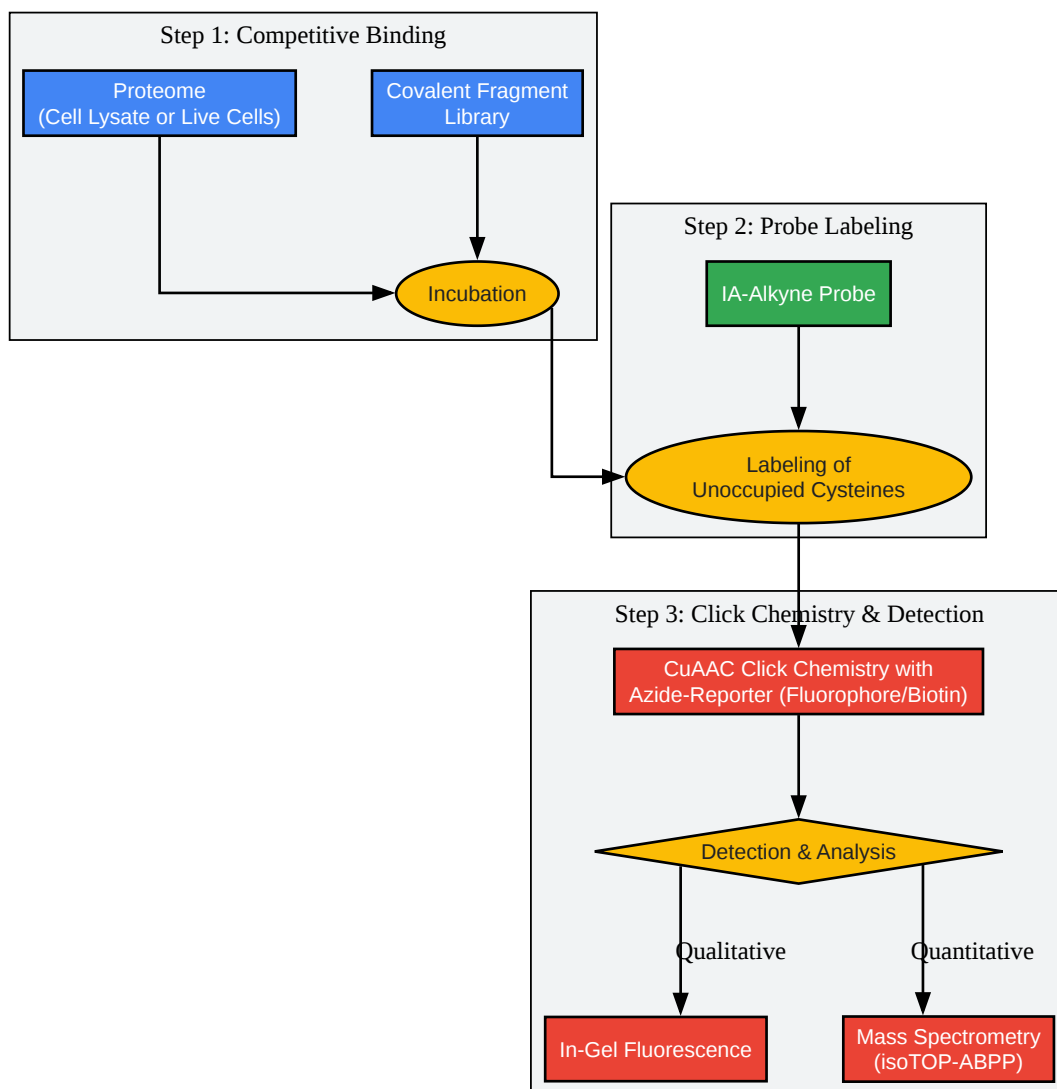 Step 1: Competitive Binding
Proteome
(Cell Lysate or Live Cells)
Covalent Fragment
Library
Incubation
Step 2: Probe Labeling
IA-Alkyne Probe
Labeling of
Unoccupied Cysteines
Step 3: Click Chemistry & Detection
CuAAC Click Chemistry with
Azide-Reporter (Fluorophore/Biotin)
Detection & Analysis
Qualitative
Quantitative
In-Gel Fluorescence
Mass Spectrometry
(isoTOP-ABPP)